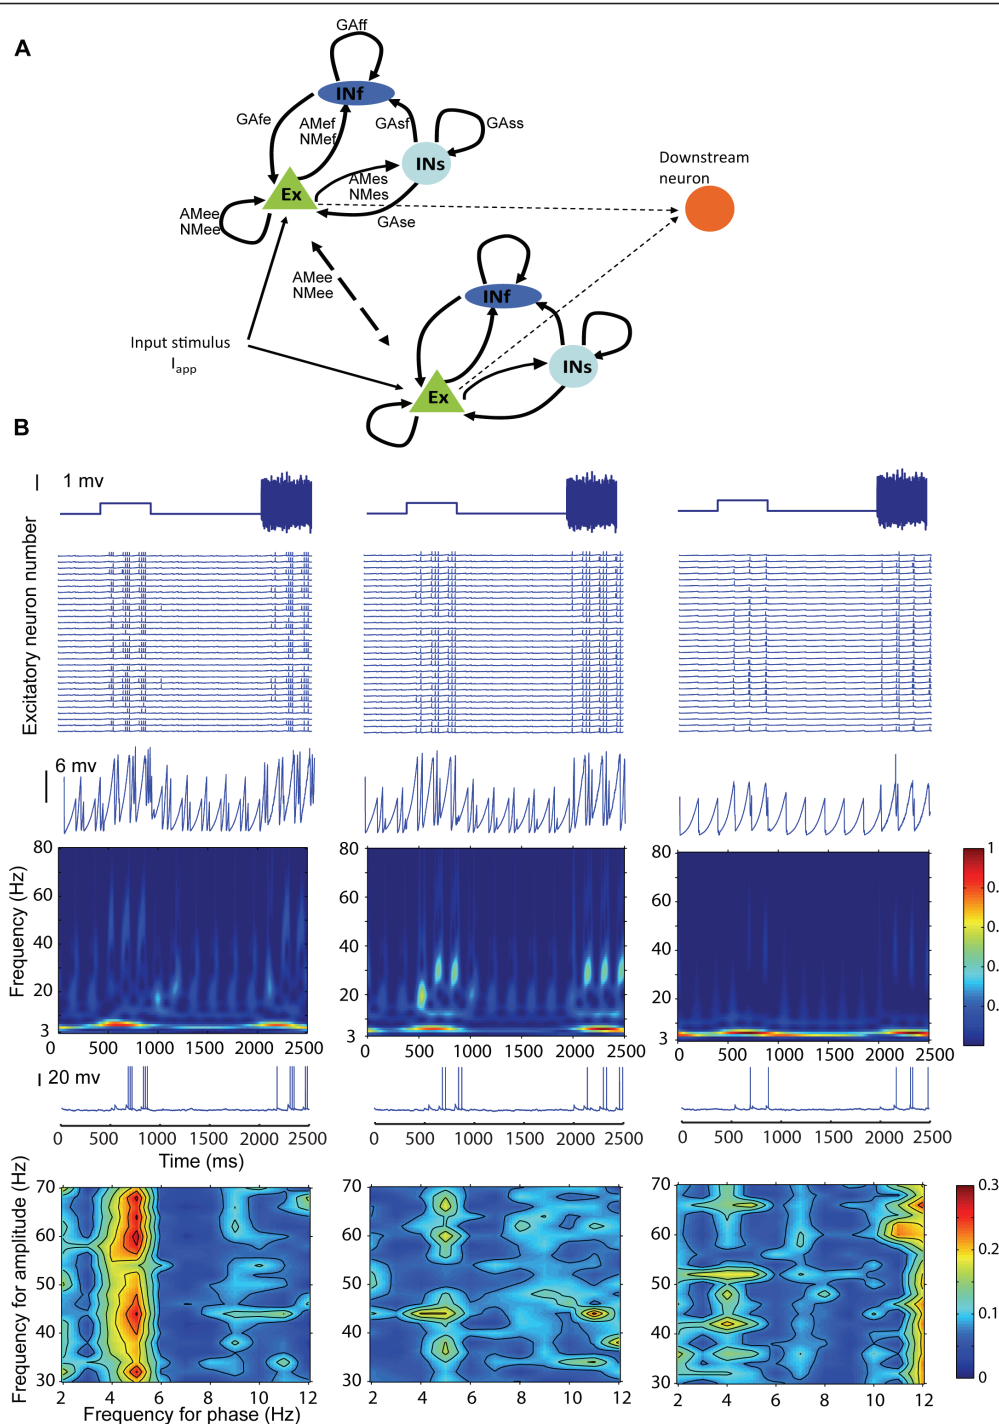 A
GAff
INf
GAfe
AMef
NMef
GAsf
GAss
INs
AMes
NMes
Ex
AMee
NMee
GAse
Downstream
neuron
AMee
NMee
INf
Input stimulus
Iapp
INs
Ex
B
1 mv
Excitatory neuron number
6 mv
Frequency (Hz)
80
60
40
20
3
0 500 1000 1500 2000 2500
80
60
40
20
3
0 500 1000 1500 2000 2500
80
60
40
20
3
0 500 1000 1500 2000 2500
1
0.
0.
0.
0.
20 mv
0 500 1000 1500 2000 2500
0 500 1000 1500 2000 2500
0 500 1000 1500 2000 2500
Time (ms)
Frequency for amplitude (Hz)
70
60
50
40
30
2 4 6 8 10 12
70
60
50
40
30
2 4 6 8 10 12
70
60
50
40
30
2 4 6 8 10 12
0.3
0.2
0.1
0
Frequency for phase (Hz)